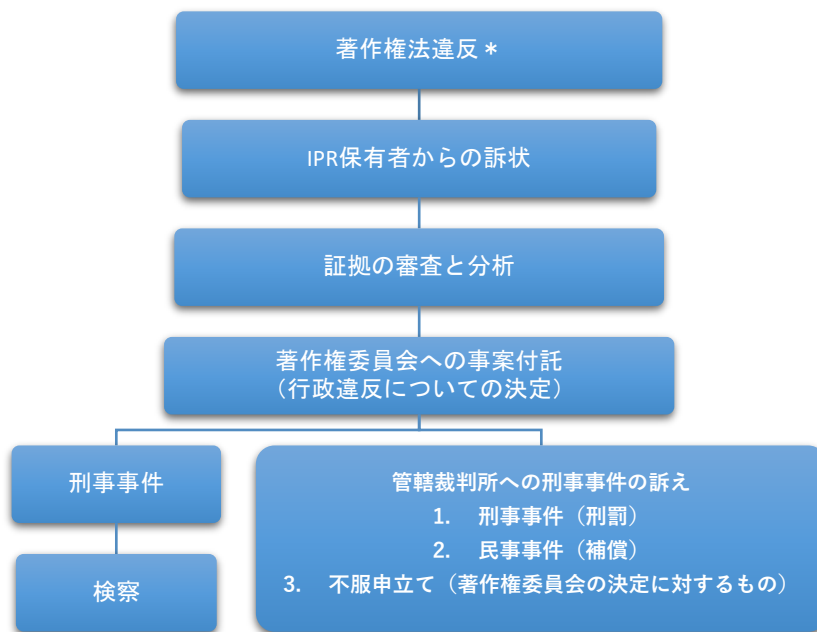 著作権法違反＊
IPR保有者からの訴状
証拠の審査と分析
著作権委員会への事案付託
（行政違反についての決定）
刑事事件
検察
管轄裁判所への刑事事件の訴え
1. 刑事事件（刑罰）
2. 民事事件（補償）
3. 不服申立て（著作権委員会の決定に対するもの）